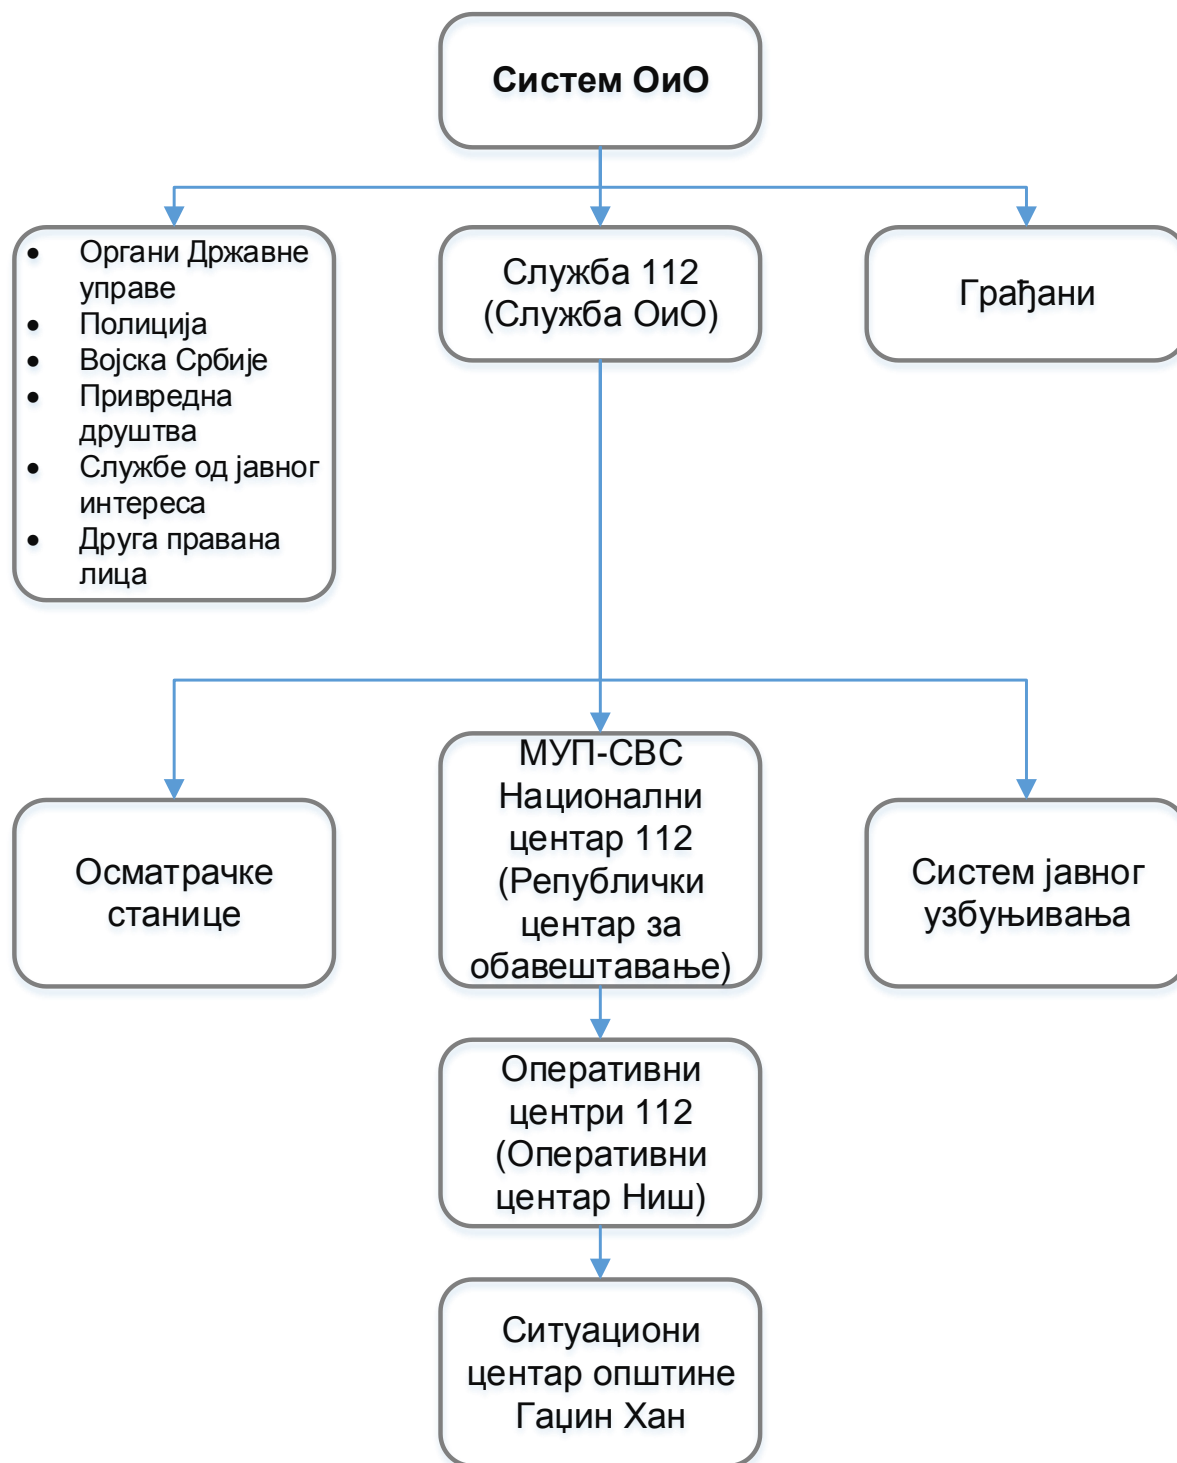 Систем ОиО
• Органи Државне
управе
• Полиција
• Војска Србије
• Привредна
друштва
• Службе од јавног
интереса
• Друга правана
лица
Служба 112
(Служба ОиО)
Грађани
Осматрачке
станице
МУП-СВС
Национални
центар 112
(Републички
центар за
обавештавање)
Систем јавног
узбуњивања
Оперативни
центри 112
(Оперативни
центар Ниш)
Ситуациони
центар општине
Гаџин Хан